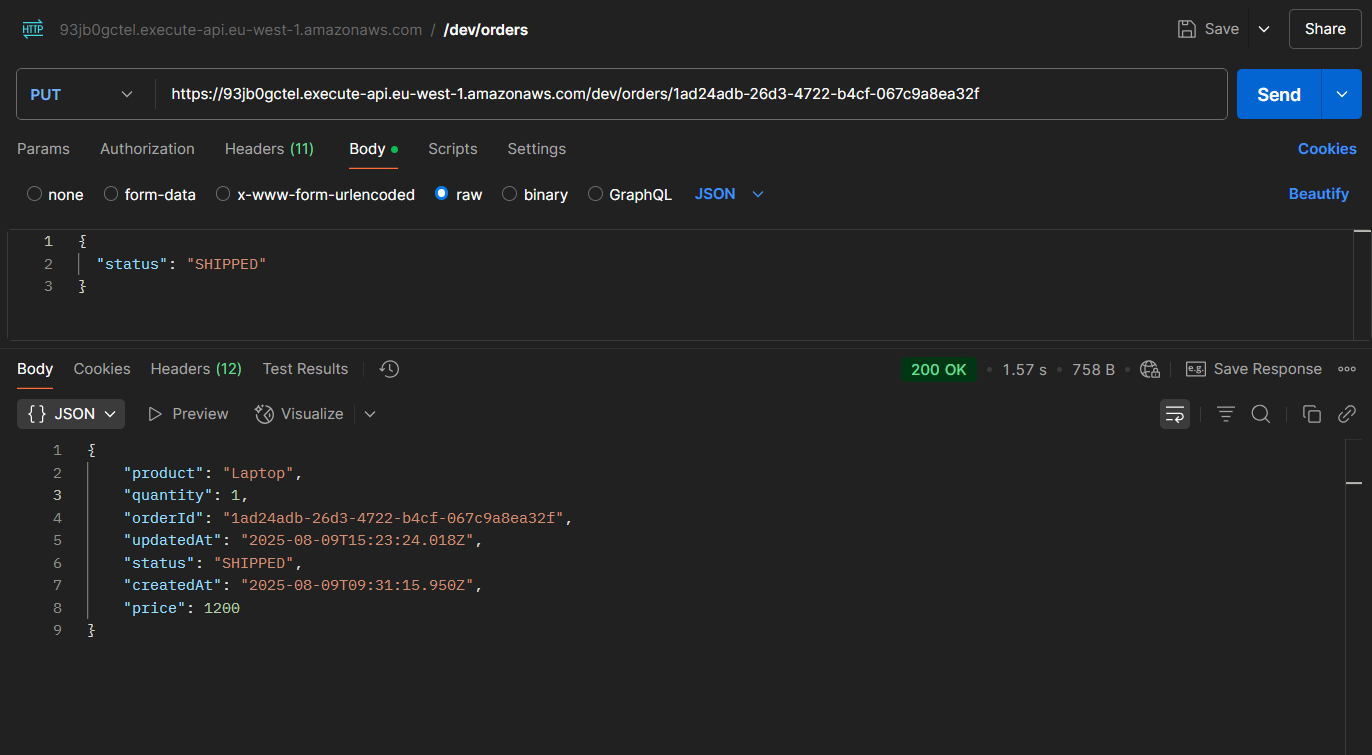 HTTP 93jb0gctel.execute-api.eu-west-1.amazonaws.com / /dev/orders Save Share
PUT https://93jb0gctel.execute-api.eu-west-1.amazonaws.com/dev/orders/1ad24adb-26d3-4722-b4cf-067c9a8ea32f Send
Params Authorization Headers (11) Body Scripts Settings Cookies
none form-data x-www-form-urlencoded raw binary GraphQL JSON Beautify
1 {
2 "status": "SHIPPED"
3 }
Body Cookies Headers (12) Test Results 200 OK • 1.57 s • 758 B • e.g. Save Response
{} JSON Preview Visualize
1 {
2 "product": "Laptop",
3 "quantity": 1,
4 "orderId": "1ad24adb-26d3-4722-b4cf-067c9a8ea32f",
5 "updatedAt": "2025-08-09T15:23:24.018Z",
6 "status": "SHIPPED",
7 "createdAt": "2025-08-09T09:31:15.950Z",
8 "price": 1200
9 }